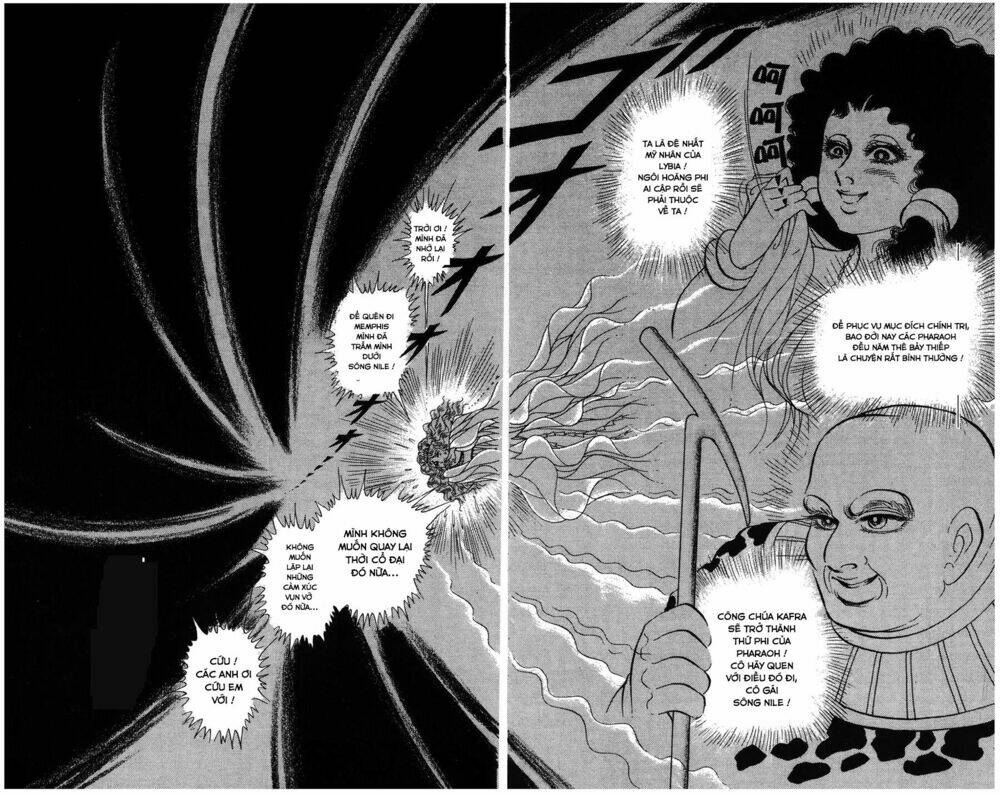 TA LÀ ĐỆ NHẤT
MỸ NHÂN CỦA
LYBIA !
NGÔI HOÀNG PHI
AI CẬP RỒI SẼ
PHẢI THUỘC
VỀ TA !
ĐỂ PHỤC VỤ MỤC ĐÍCH CHÍNH TRỊ,
BAO ĐỜI NAY CÁC PHARAOH
ĐỀU NĂM THÊ BẢY THIẾP
LÀ CHUYỆN RẤT BÌNH THƯỜNG !
CÔNG CHÚA KAFRA
SẼ TRỞ THÀNH
THỨ PHI CỦA
PHARAOH !
CÔ HÃY QUEN
VỚI ĐIỀU ĐÓ ĐI,
CÔ GÁI
SÔNG NILE !
TRỜI ƠI !
MÌNH ĐÃ
NHỚ LẠI
RỒI !
ĐỂ QUÊN ĐI
MEMPHIS
MÌNH ĐÃ
TRẦM MÌNH
DƯỚI
SÔNG NILE !
MÌNH KHÔNG
MUỐN QUAY LẠI
THỜI CỔ ĐẠI
ĐÓ NỮA...
KHÔNG
MUỐN
LẶP LẠI
NHỮNG
CẢM XÚC
VỤN VỠ
ĐÓ NỮA...
CỨU !
CÁC ANH ƠI
CỨU EM
VỚI !